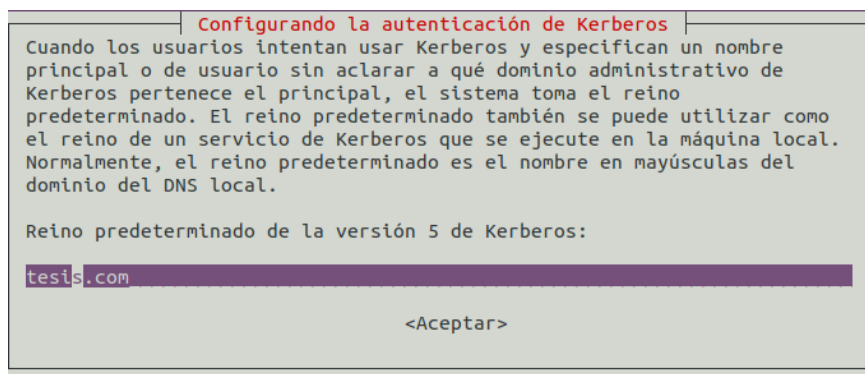 Configurando la autenticación de Kerberos
Cuando los usuarios intentan usar Kerberos y especifican un nombre
principal o de usuario sin aclarar a qué dominio administrativo de
Kerberos pertenece el principal, el sistema toma el reino
predeterminado. El reino predeterminado también se puede utilizar como
el reino de un servicio de Kerberos que se ejecute en la máquina local.
Normalmente, el reino predeterminado es el nombre en mayúsculas del
dominio del DNS local.
Reino predeterminado de la versión 5 de Kerberos:
tesis.com
<Aceptar>